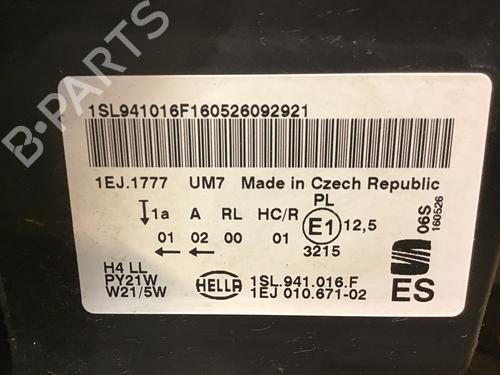 1SL941016F160526092921
1EJ.1777 UM7 Made in Czech Republic
1a A RL HC/R PL
E1 12,5
01 02 00 01
3215
06S
160526
H4 LL
PY21W
W21/5W
HELLA
1SL.941.016.F
1EJ 010.671-02
ES
B-PARTS